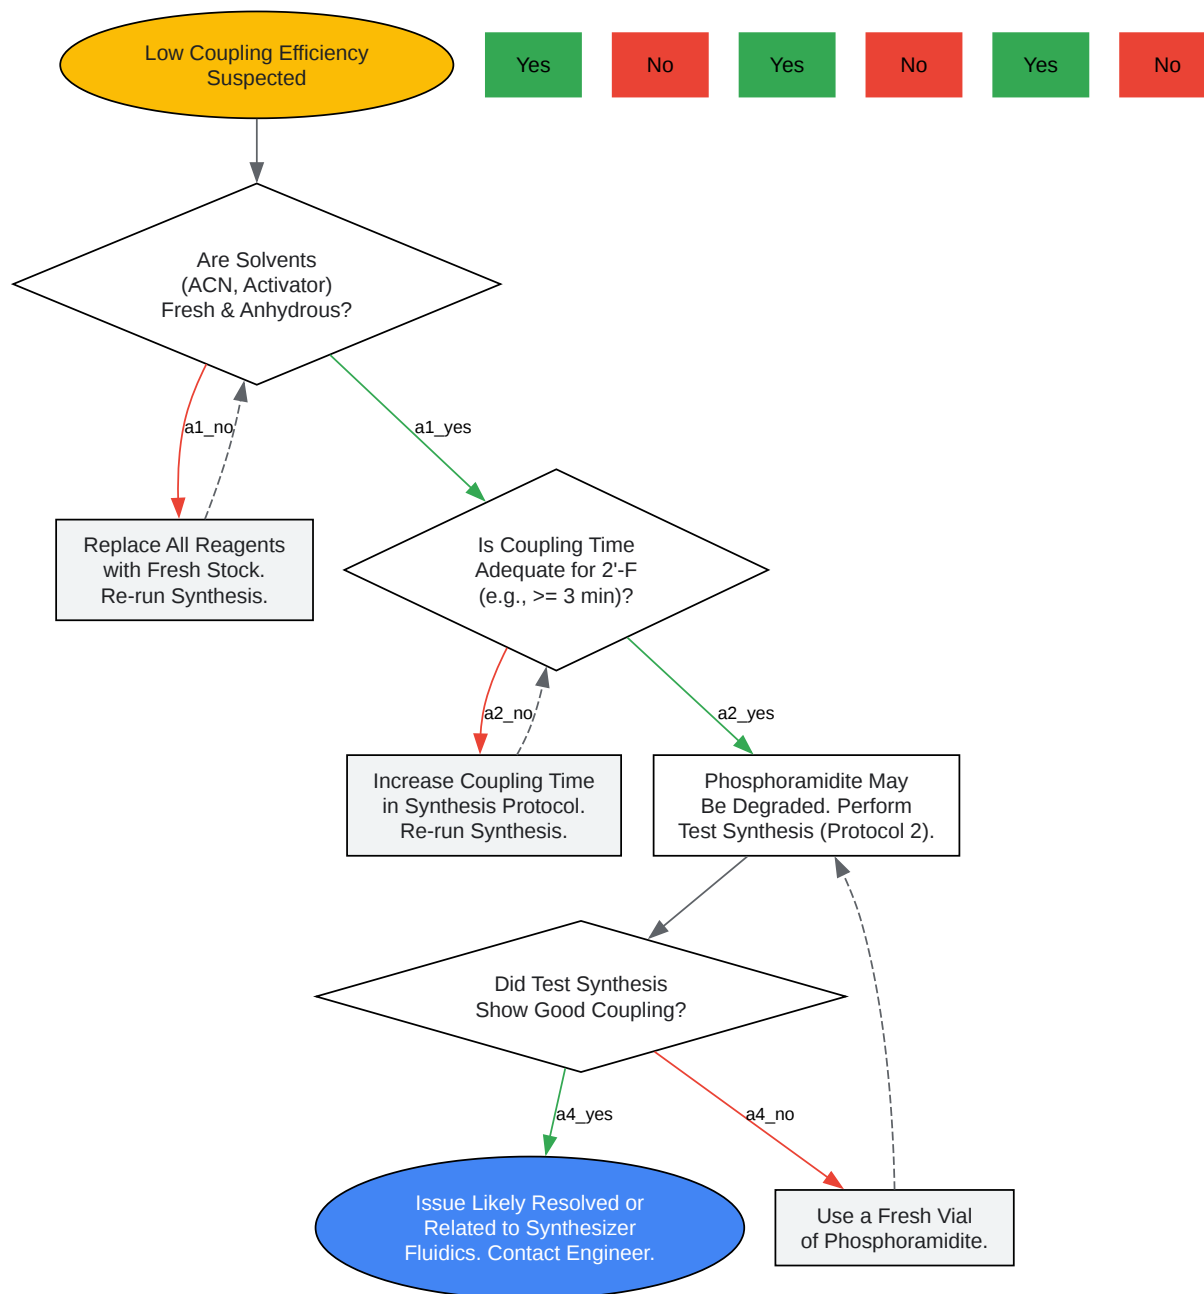 Low Coupling Efficiency
Suspected
Yes
No
Yes
No
Yes
No
Are Solvents
(ACN, Activator)
Fresh & Anhydrous?
a1_no
a1_yes
Replace All Reagents
with Fresh Stock.
Re-run Synthesis.
Is Coupling Time
Adequate for 2'-F
(e.g., >= 3 min)?
a2_no
a2_yes
Increase Coupling Time
in Synthesis Protocol.
Re-run Synthesis.
Phosphoramidite May
Be Degraded. Perform
Test Synthesis (Protocol 2).
Did Test Synthesis
Show Good Coupling?
a4_yes
a4_no
Issue Likely Resolved or
Related to Synthesizer
Fluidics. Contact Engineer.
Use a Fresh Vial
of Phosphoramidite.